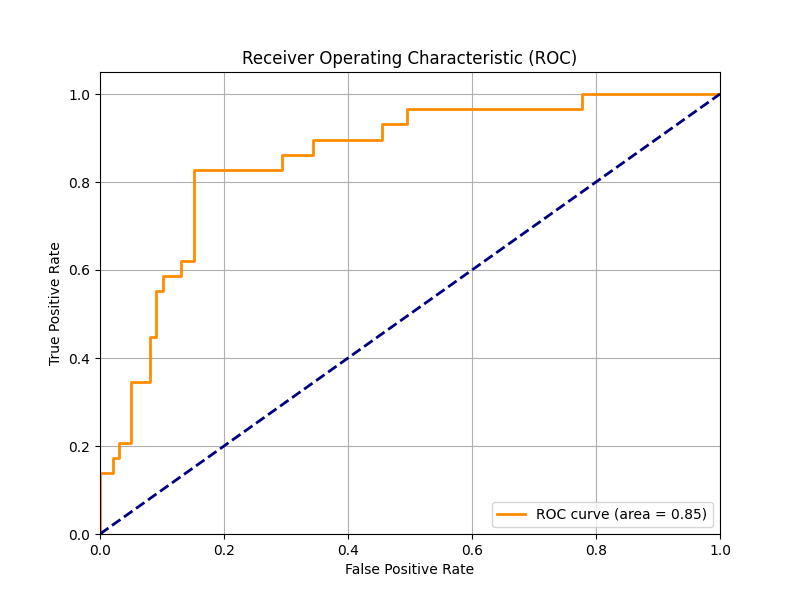 Receiver Operating Characteristic (ROC)
True Positive Rate
1.0
0.8
0.6
0.4
0.2
0.0
0.0 0.2 0.4 0.6 0.8 1.0
False Positive Rate
ROC curve (area = 0.85)